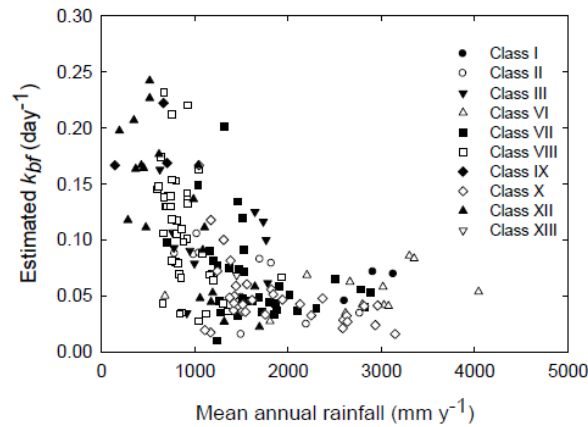 0.30
0.25
0.20
0.15
0.10
0.05
0.00
Estimated kbf (day⁻¹)
0
1000
2000
3000
4000
5000
Mean annual rainfall (mm y⁻¹)
Class I
Class II
Class III
Class VI
Class VII
Class VIII
Class IX
Class X
Class XII
Class XIII